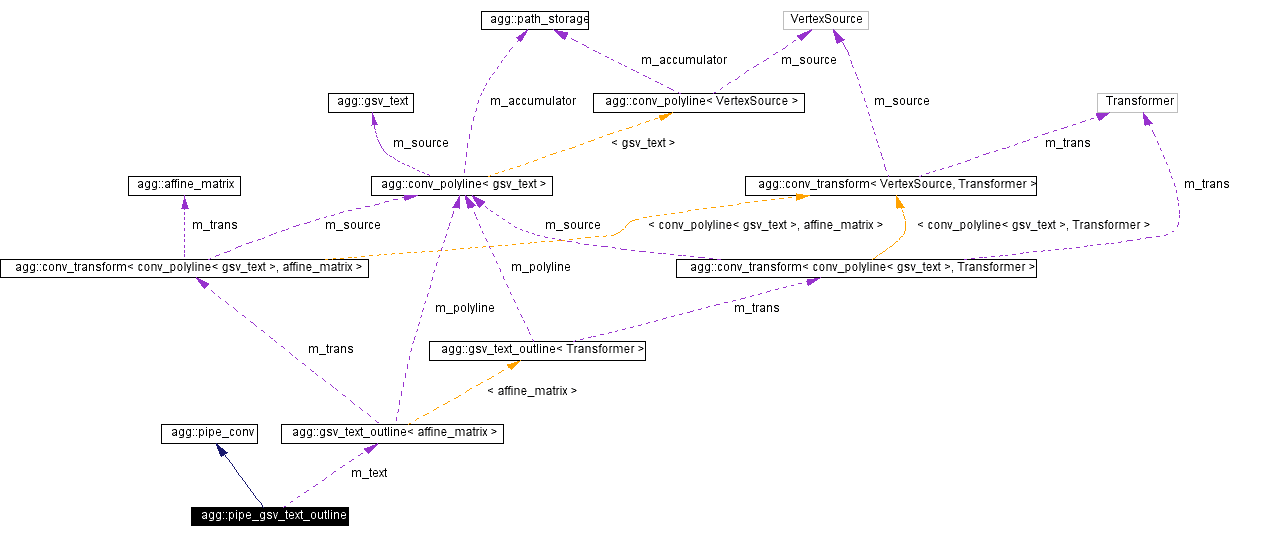 agg::path_storage
VertexSource
m_accumulator
m_source
agg::gsv_text
m_accumulator
agg::conv_polyline< VertexSource >
m_source
Transformer
m_source
< gsv_text >
m_trans
agg::affine_matrix
agg::conv_polyline< gsv_text >
agg::conv_transform< VertexSource, Transformer >
m_trans
m_trans
m_source
m_source
< conv_polyline< gsv_text >, affine_matrix >
< conv_polyline< gsv_text >, Transformer >
agg::conv_transform< conv_polyline< gsv_text >, affine_matrix >
m_polyline
agg::conv_transform< conv_polyline< gsv_text >, Transformer >
m_polyline
m_trans
m_trans
agg::gsv_text_outline< Transformer >
< affine_matrix >
agg::pipe_conv
agg::gsv_text_outline< affine_matrix >
m_text
agg::pipe_gsv_text_outline